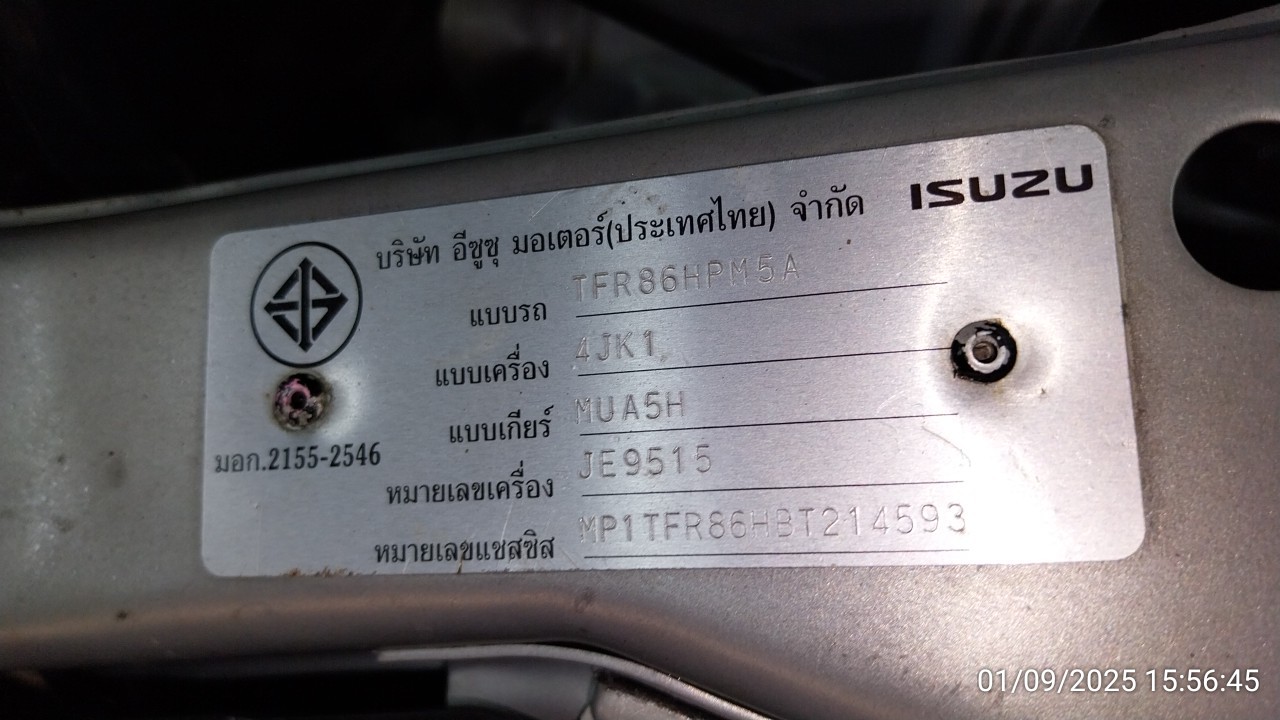 ISUZU
บริษัท อีซูซุ มอเตอร์(ประเทศไทย) จำกัด
แบบรถ TFR86HPM5A
แบบเครื่อง 4JK1
แบบเกียร์ MUA5H
มอก.2155-2546
หมายเลขเครื่อง JE9515
หมายเลขแชสซิส MP1TFR86HBT214593
01/09/2025 15:56:45